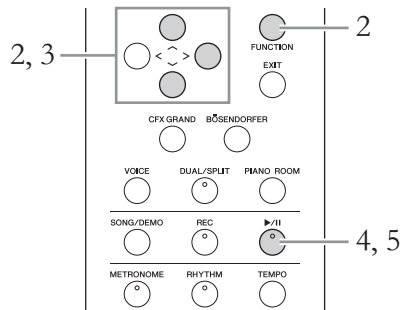 2
2, 3
FUNCTION
EXIT
CFX GRAND BÖSENDORFER
VOICE DUAL/SPLIT PIANO ROOM
SONG/DEMO REC ►/II
4, 5
METRONOME RHYTHM TEMPO